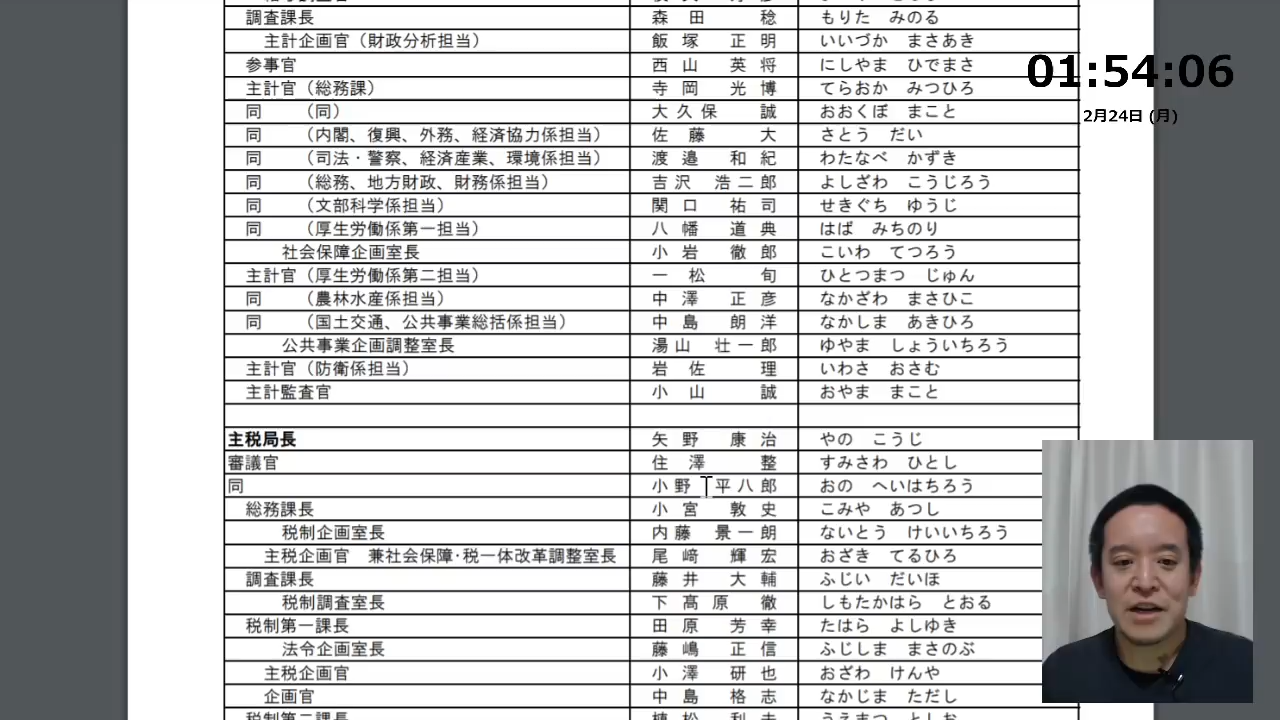 調査課長 森田 稔 もりた みのる
主計企画官（財政分析担当） 飯塚 正明 いいづか まさあき
参事官 西山 英将 にしやま ひでまさ
主計官（総務課） 寺岡 光博 てらおか みつひろ
同 （同） 大久保 誠 おおくぼ まこと
同 （内閣、復興、外務、経済協力係担当） 佐藤 大 さとう だい
同 （司法・警察、経済産業、環境係担当） 渡邉 和紀 わたなべ かずき
同 （総務、地方財政、財務係担当） 吉沢 浩二郎 よしざわ こうじろう
同 （文部科学係担当） 関口 祐司 せきぐち ゆうじ
同 （厚生労働係第一担当） 八幡 道典 はば みちのり
社会保障企画室長 小岩 徹郎 こいわ てつろう
主計官（厚生労働係第二担当） 一松 旬 ひとつまつ じゅん
同 （農林水産係担当） 中澤 正彦 なかざわ まさひこ
同 （国土交通、公共事業総括係担当） 中島 朗洋 なかしま あきひろ
公共事業企画調整室長 湯山 壮一郎 ゆやま しょういちろう
主計官（防衛係担当） 岩佐 理 いわさ おさむ
主計監査官 小山 誠 おやま まこと
主税局長 矢野 康治 やの こうじ
審議官 住澤 整 すみさわ ひとし
同 小野 平八郎 おの へいはちろう
総務課長 小宮 敦史 こみや あつし
税制企画室長 内藤 景一朗 ないとう けいいちろう
主税企画官 兼社会保障・税一体改革調整室長 尾﨑 輝宏 おざき てるひろ
調査課長 藤井 大輔 ふじい だいほ
税制調査室長 下髙原 徹 しもたかはら とおる
税制第一課長 田原 芳幸 たはら よしゆき
法令企画室長 藤嶋 正信 ふじしま まさのぶ
主税企画官 小澤 研也 おざわ けんや
企画官 中島 格志 なかじま ただし
税制第二課長 植松 利夫 うえまつ としお
01:54:06
2月24日 (月)